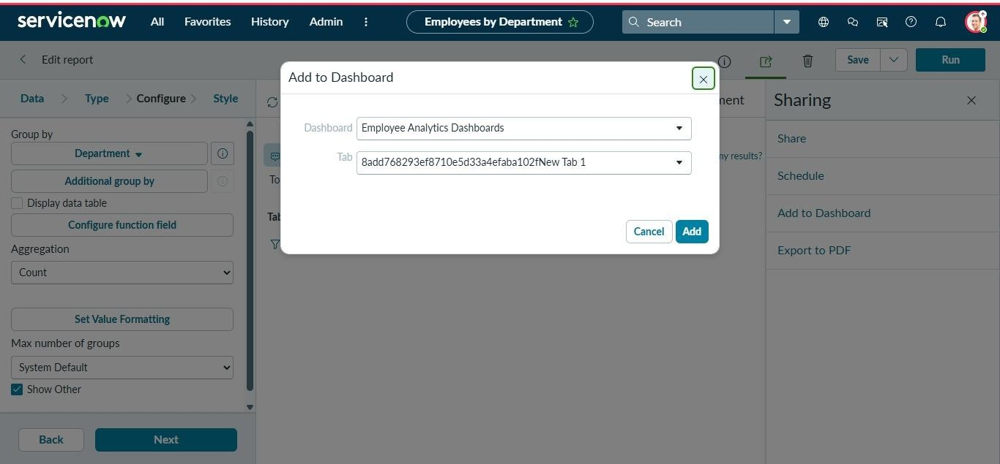 servicenow All Favorites History Admin Employees by Department Search
Edit report Save Run
Data Type Configure Style
Group by
Department
Additional group by
Display data table
Configure function field
Aggregation
Count
Set Value Formatting
Max number of groups
System Default
Show Other
Back Next
Add to Dashboard
Dashboard Employee Analytics Dashboards
Tab 8add768293ef8710e5d33a4efaba102fNew Tab 1
Cancel Add
ment
my results?
To
Tab
Sharing
Share
Schedule
Add to Dashboard
Export to PDF